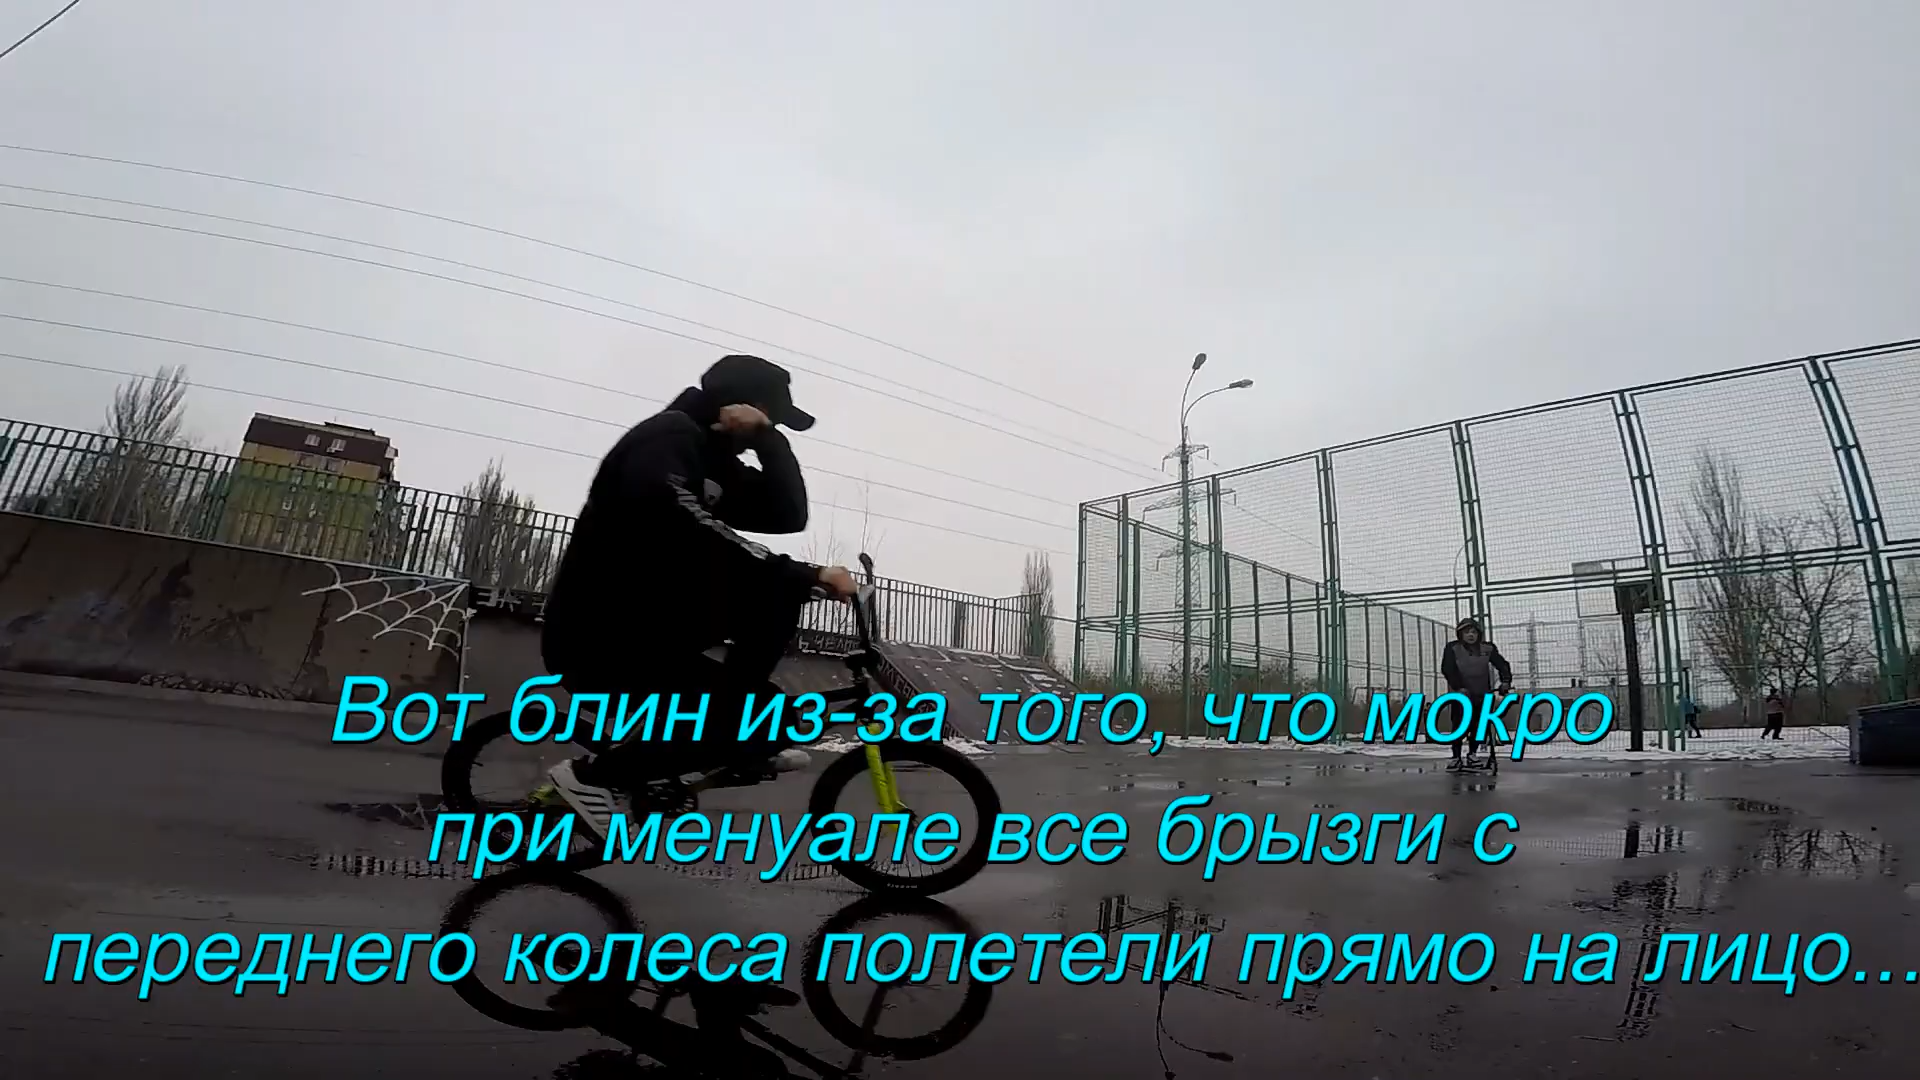 Вот блин из-за того, что мокро
при менуале все брызги с
переднего колеса полетели прямо на лицо...